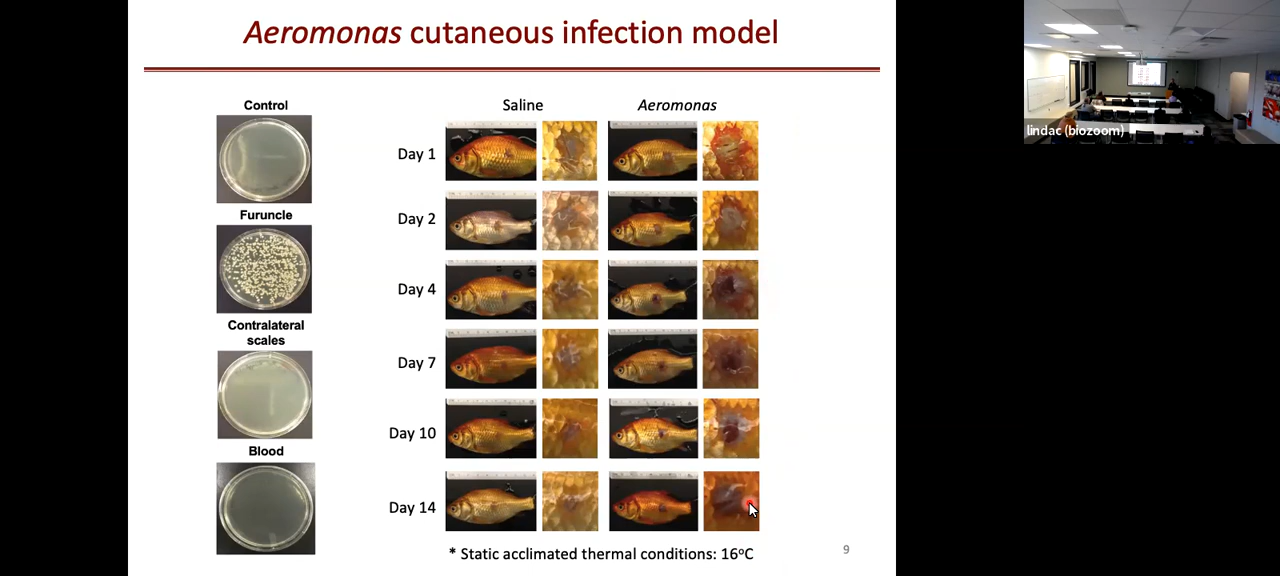 Aeromonas cutaneous infection model
Control
Furuncle
Contralateral
scales
Blood
Saline
Aeromonas
Day 1
Day 2
Day 4
Day 7
Day 10
Day 14
* Static acclimated thermal conditions: 16ºC
9
lindac (biozoom)